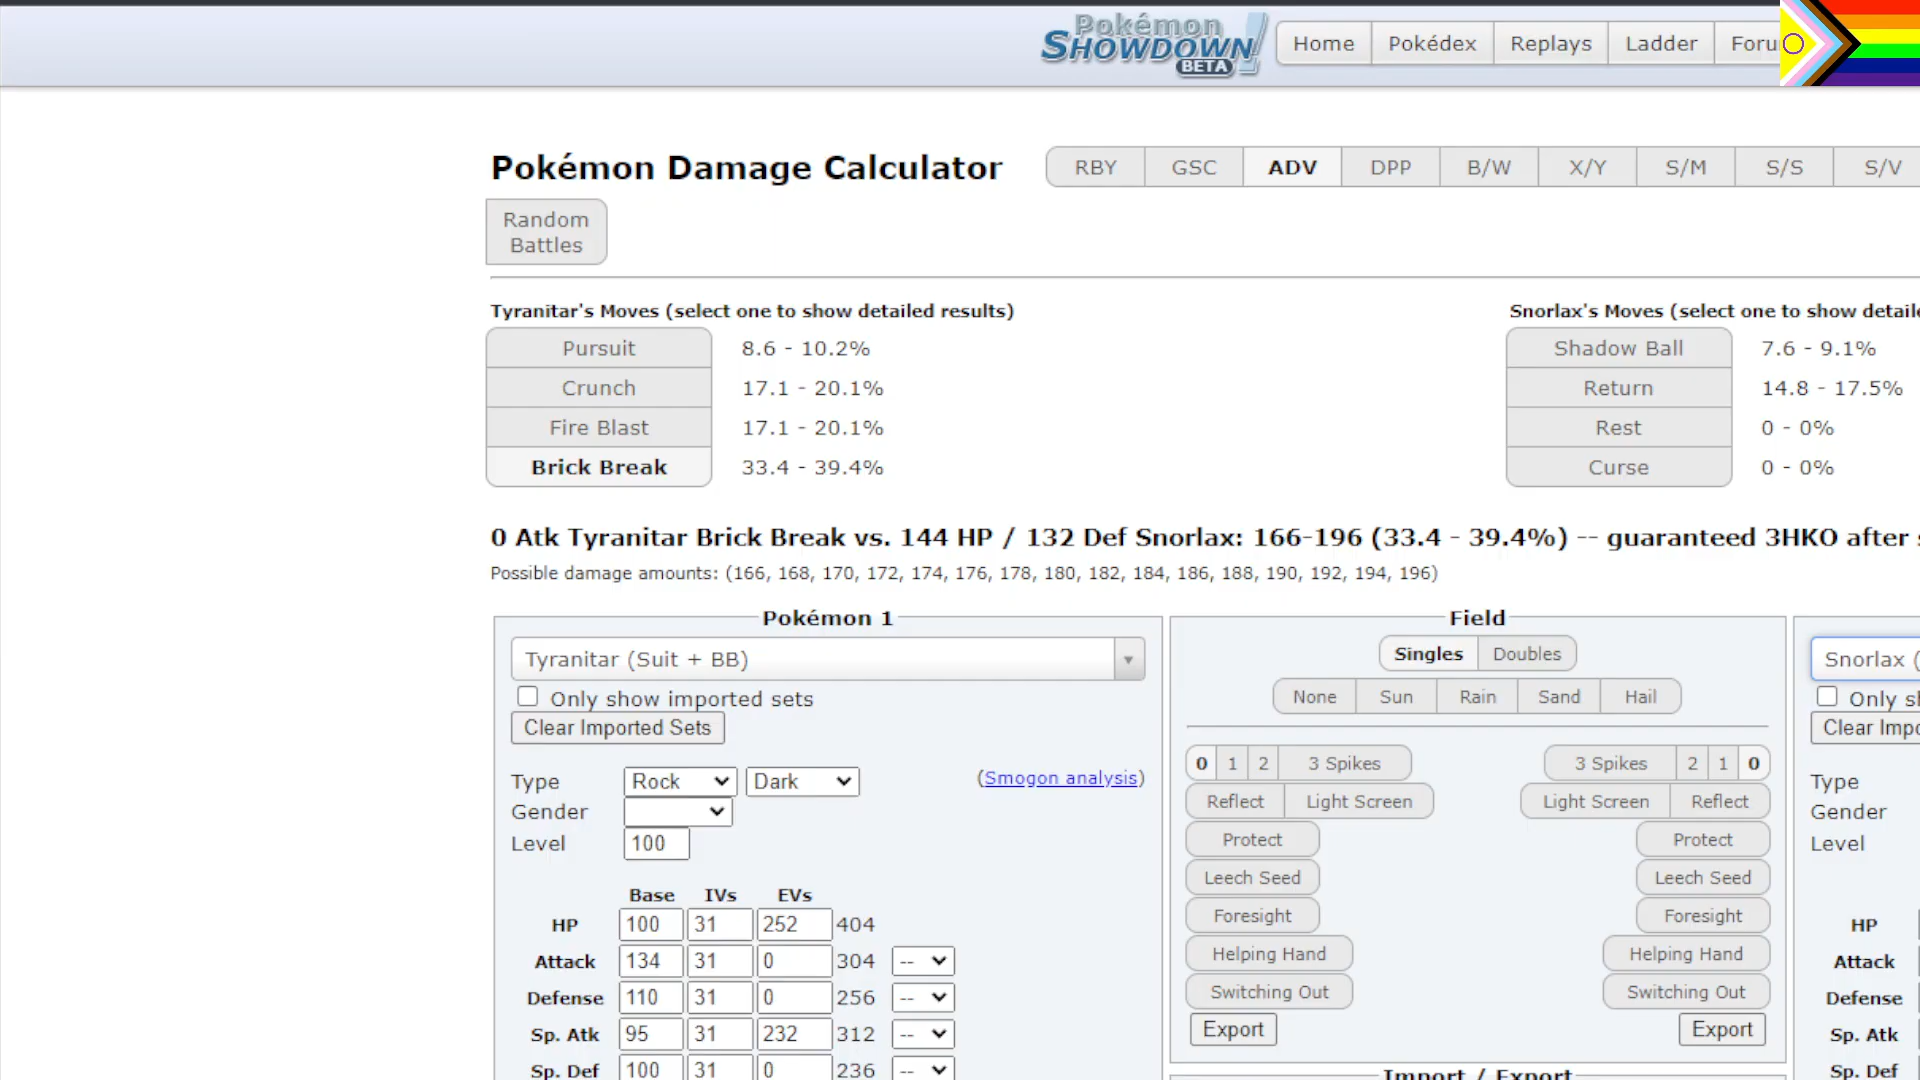 Pokémon
SHOWDOWN!
BETA
Home Pokédex Replays Ladder Foru
Pokémon Damage Calculator
RBY GSC ADV DPP B/W X/Y S/M S/S S/V
Random
Battles
Tyranitar's Moves (select one to show detailed results)
Pursuit 8.6 - 10.2%
Crunch 17.1 - 20.1%
Fire Blast 17.1 - 20.1%
Brick Break 33.4 - 39.4%
Snorlax's Moves (select one to show detaile
Shadow Ball 7.6 - 9.1%
Return 14.8 - 17.5%
Rest 0 - 0%
Curse 0 - 0%
0 Atk Tyranitar Brick Break vs. 144 HP / 132 Def Snorlax: 166-196 (33.4 - 39.4%) -- guaranteed 3HKO after s
Possible damage amounts: (166, 168, 170, 172, 174, 176, 178, 180, 182, 184, 186, 188, 190, 192, 194, 196)
Pokémon 1
Tyranitar (Suit + BB)
Only show imported sets
Clear Imported Sets
Type Rock Dark (Smogon analysis)
Gender
Level 100
Base IVs EVs
HP 100 31 252 404
Attack 134 31 0 304 --
Defense 110 31 0 256 --
Sp. Atk 95 31 232 312 --
Sp. Def 100 31 0 236 --
Field
Singles Doubles
None Sun Rain Sand Hail
0 1 2 3 Spikes 3 Spikes 2 1 0
Reflect Light Screen Light Screen Reflect
Protect Protect
Leech Seed Leech Seed
Foresight Foresight
Helping Hand Helping Hand
Switching Out Switching Out
Export Export
Import / Export
Snorlax (
Only sh
Clear Impo
Type
Gender
Level
HP
Attack
Defense
Sp. Atk
Sp. Def